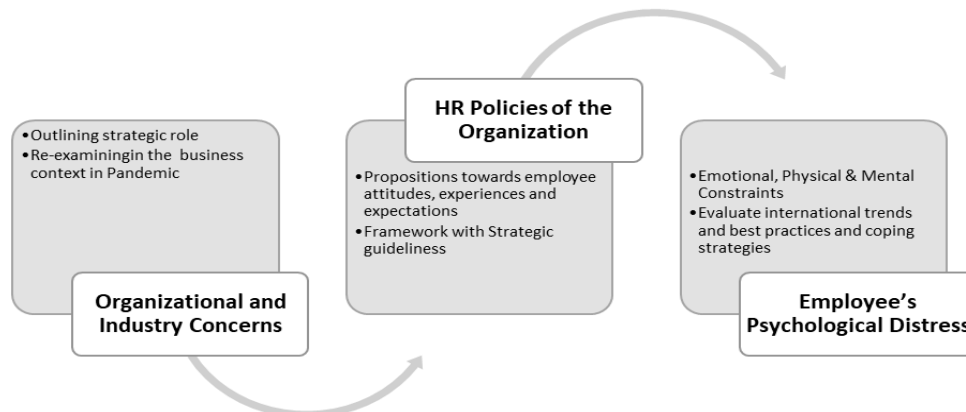 •Outlining strategic role
•Re-examiningin the business
context in Pandemic
Organizational and
Industry Concerns
HR Policies of the
Organization
•Propositions towards employee
attitudes, experiences and
expectations
•Framework with Strategic
guideliness
•Emotional, Physical & Mental
Constraints
•Evaluate international trends
and best practices and coping
strategies
Employee’s
Psychological Distress